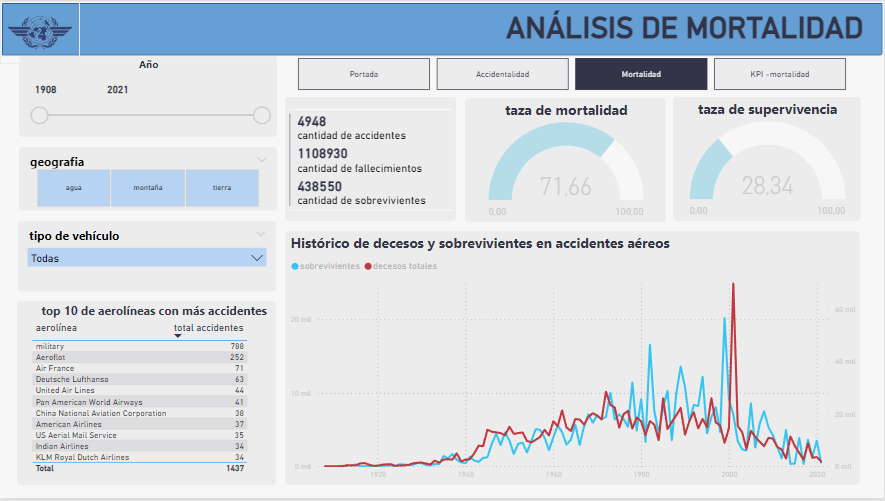 ANÁLISIS DE MORTALIDAD
Año
1908 2021
Portada
Accidentalidad
Mortalidad
KPI -mortalidad
geografia
agua
montaña
tierra
tipo de vehículo
Todas
4948
cantidad de accidentes
1108930
cantidad de fallecimientos
438550
cantidad de sobrevivientes
taza de mortalidad
71,66
0,00 100,00
taza de supervivencia
28,34
0,00 100,00
top 10 de aerolíneas con más accidentes
aerolínea total accidentes
military 788
Aeroflot 252
Air France 71
Deutsche Lufthansa 63
United Air Lines 44
Pan American World Airways 41
China National Aviation Corporation 38
American Airlines 37
US Aerial Mail Service 35
Indian Airlines 34
KLM Royal Dutch Airlines 34
Total 1437
Histórico de decesos y sobrevivientes en accidentes aéreos
sobrevivientes decesos totales
20 mil
10 mil
0 mil
60 mil
40 mil
20 mil
0 mil
1920 1940 1960 1980 2000 2020